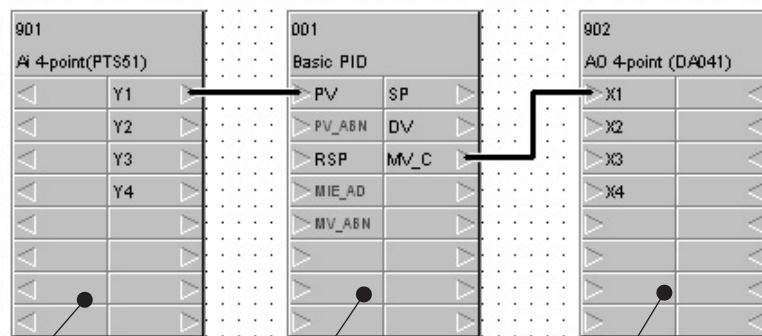 901
Ai 4-point(PTS51)
Y1
Y2
Y3
Y4
001
Basic PID
PV SP
PV_ABN DV
RSP MV_C
MIE_AD
MV_ABN
902
AO 4-point (DA041)
X1
X2
X3
X4